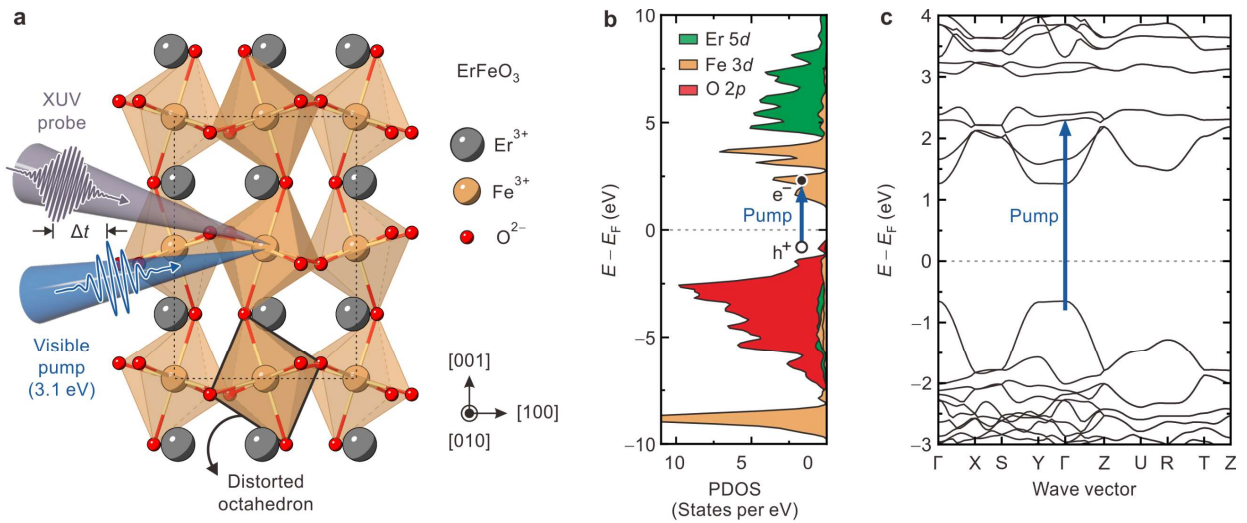 a
XUV
probe
Δt
Visible
pump
(3.1 eV)
ErFeO₃
Er³⁺
Fe³⁺
O²⁻
[001]
[100]
[010]
Distorted
octahedron
b
10
5
0
−5
−10
E − E_F (eV)
Er 5d
Fe 3d
O 2p
e⁻
Pump
h⁺
10 5 0
PDOS
(States per eV)
c
4
3
2
1
0
−1
−2
−3
E − E_F (eV)
Pump
Γ X S Y Γ Z U R T Z
Wave vector